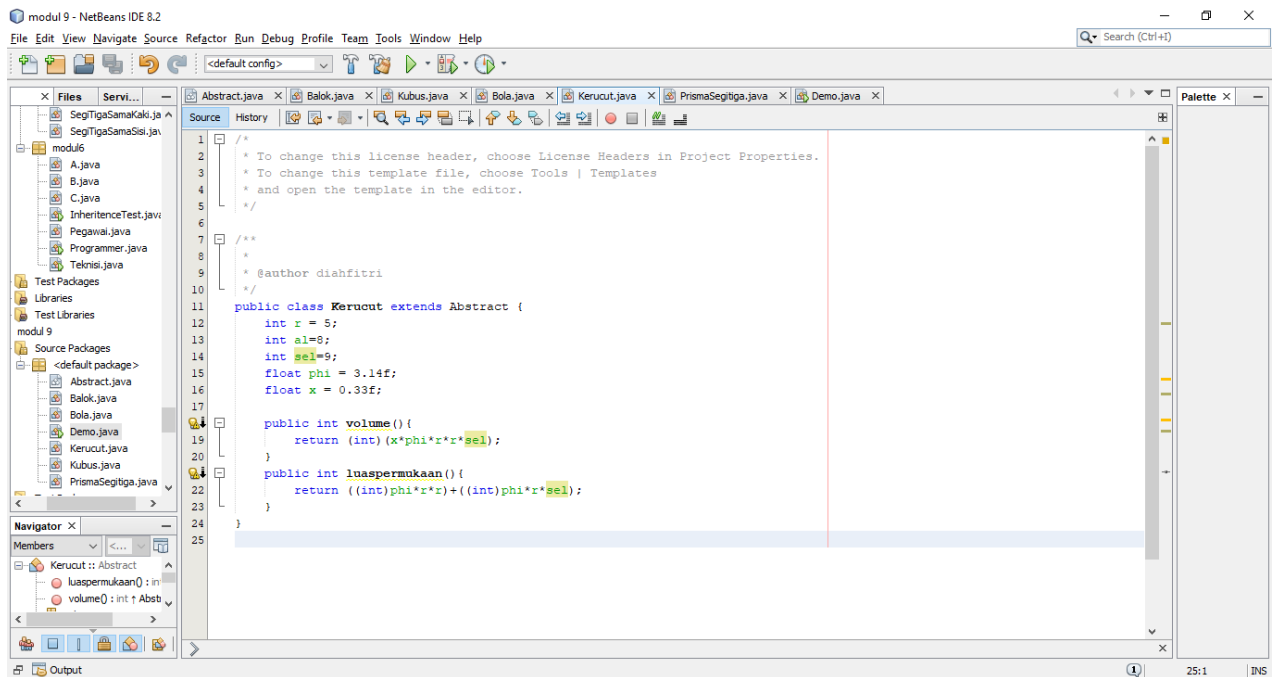 modul 9 - NetBeans IDE 8.2
File Edit View Navigate Source Refactor Run Debug Profile Team Tools Window Help
Search (Ctrl+I)
<default config>
Files Servi...
Abstract.java Balok.java Kubus.java Bola.java Kerucut.java PrismaSegitiga.java Demo.java
Palette
Source History
SegiTigaSamaKaki.ja
SegiTigaSamaSisi.jav
modul6
A.java
B.java
C.java
InheritenceTest.java
Pegawai.java
Programmer.java
Teknisi.java
Test Packages
Libraries
Test Libraries
modul 9
Source Packages
<default package>
Abstract.java
Balok.java
Bola.java
Demo.java
Kerucut.java
Kubus.java
PrismaSegitiga.java
Navigator
Members <...
Kerucut :: Abstract
luaspermukaan() : in
volume() : int ↑ Abstr
1 /*
2 * To change this license header, choose License Headers in Project Properties.
3 * To change this template file, choose Tools | Templates
4 * and open the template in the editor.
5 */
6
7 /**
8 *
9 * @author diahfitri
10 */
11 public class Kerucut extends Abstract {
12 int r = 5;
13 int al=8;
14 int sel=9;
15 float phi = 3.14f;
16 float x = 0.33f;
17
public int volume(){
19 return (int)(x*phi*r*r*sel);
20 }
public int luaspermukaan(){
22 return ((int)phi*r*r)+((int)phi*r*sel);
23 }
24 }
25
Output
1
25:1 INS